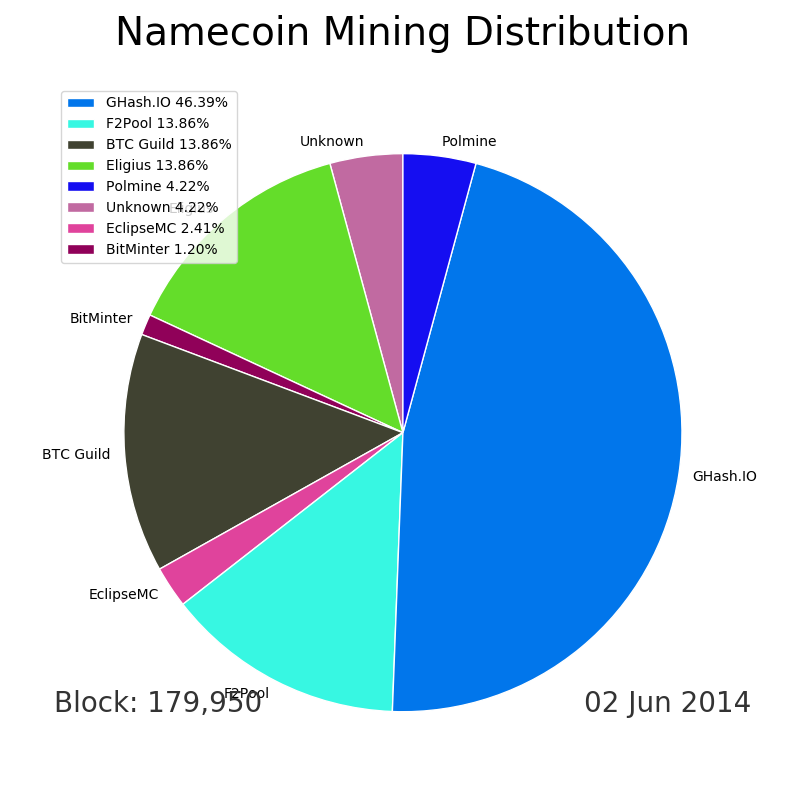 Namecoin Mining Distribution
GHash.IO 46.39%
F2Pool 13.86%
BTC Guild 13.86%
Eligius 13.86%
Polmine 4.22%
Unknown 4.22%
EclipseMC 2.41%
BitMinter 1.20%
Unknown
Polmine
Eligius
BitMinter
BTC Guild
GHash.IO
EclipseMC
F2Pool
Block: 179,950
02 Jun 2014